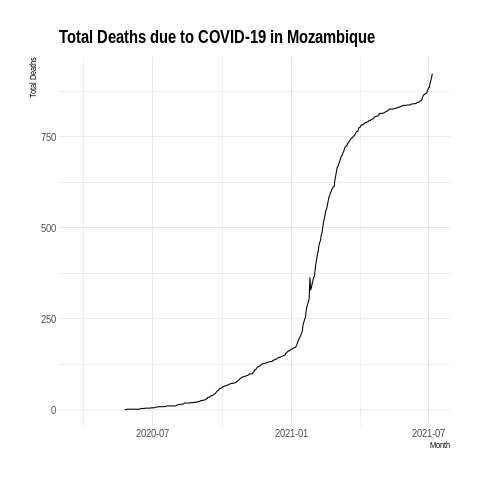 Total Deaths due to COVID-19 in Mozambique
Total Deaths
750
500
250
0
2020-07
2021-01
2021-07
Month